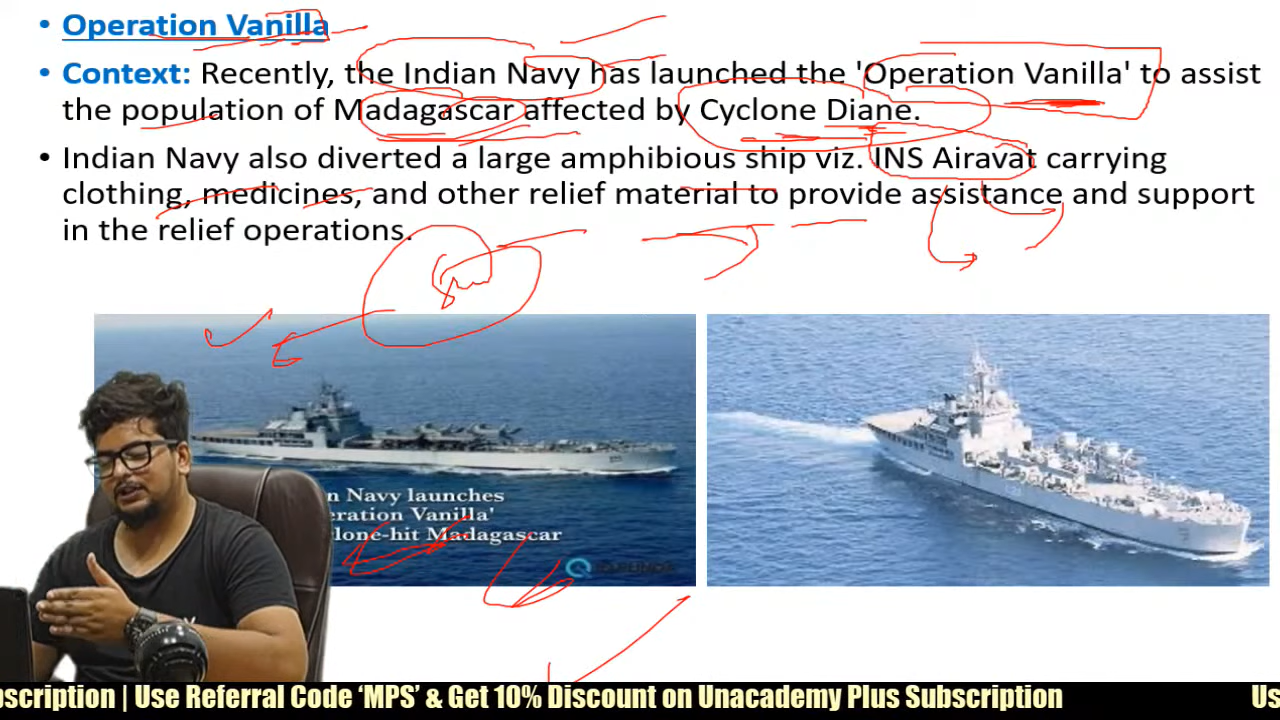 • Operation Vanilla
• Context: Recently, the Indian Navy has launched the 'Operation Vanilla' to assist
the population of Madagascar affected by Cyclone Diane.
• Indian Navy also diverted a large amphibious ship viz. INS Airavat carrying
clothing, medicines, and other relief material to provide assistance and support
in the relief operations.
n Navy launches
eration Vanilla'
clone-hit Madagascar
bscription | Use Referral Code ‘MPS’ & Get 10% Discount on Unacademy Plus Subscription
Us